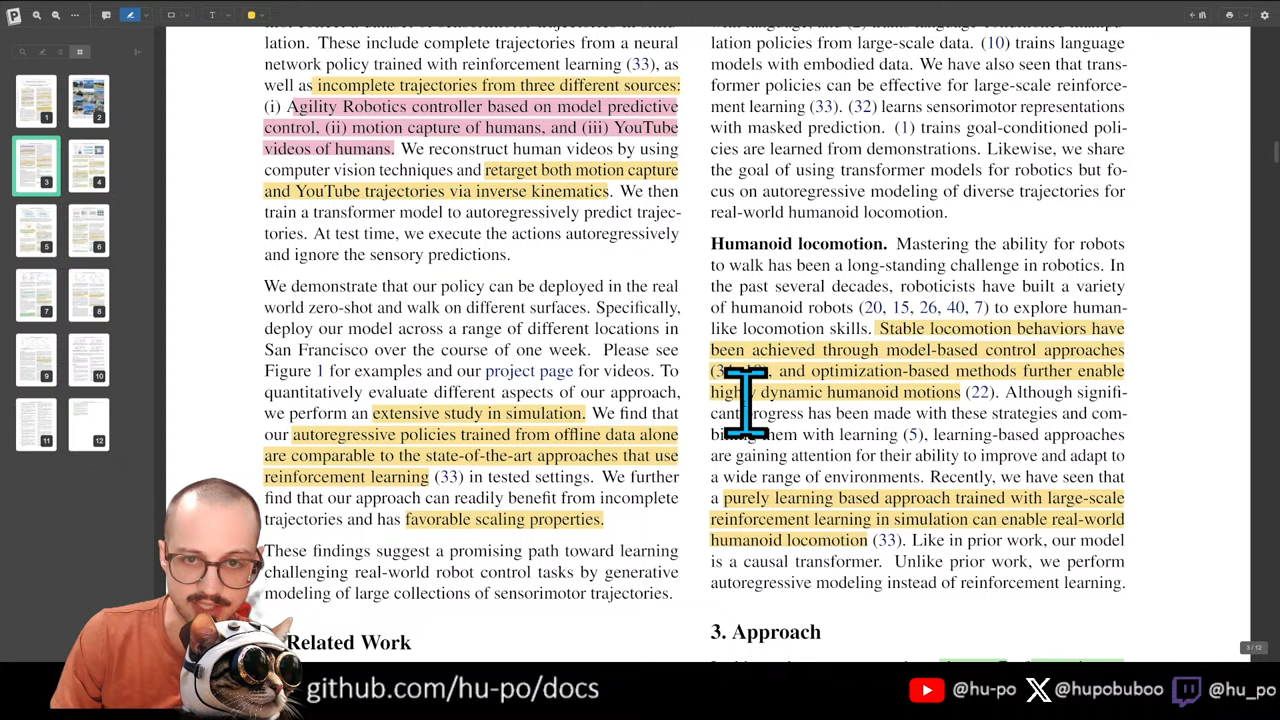 lation. These include complete trajectories from a neural
network policy trained with reinforcement learning (33), as
well as incomplete trajectories from three different sources:
(i) Agility Robotics controller based on model predictive
control, (ii) motion capture of humans, and (iii) YouTube
videos of humans. We reconstruct human videos by using
computer vision techniques and retarget both motion capture
and YouTube trajectories via inverse kinematics. We then
train a transformer model to autoregressively predict trajec-
tories. At test time, we execute the actions autoregressively
and ignore the sensory predictions.
We demonstrate that our policy can be deployed in the real
world zero-shot and walk on different surfaces. Specifically,
deploy our model across a range of different locations in
San Francisco over the course of one week. Please see
Figure 1 for examples and our project page for videos. To
quantitatively evaluate different aspects of our approach,
we perform an extensive study in simulation. We find that
our autoregressive policies trained from offline data alone
are comparable to the state-of-the-art approaches that use
reinforcement learning (33) in tested settings. We further
find that our approach can readily benefit from incomplete
trajectories and has favorable scaling properties.
These findings suggest a promising path toward learning
challenging real-world robot control tasks by generative
modeling of large collections of sensorimotor trajectories.
Related Work
lation policies from large-scale data. (10) trains language
models with embodied data. We have also seen that trans-
former policies can be effective for large-scale reinforce-
ment learning (33). (32) learns sensorimotor representations
with masked prediction. (1) trains goal-conditioned poli-
cies are learned from demonstrations. Likewise, we share
the goal of using transformer models for robotics but fo-
cus on autoregressive modeling of diverse trajectories for
real-world humanoid locomotion.
Humanoid locomotion. Mastering the ability for robots
to walk has been a long-standing challenge in robotics. In
the past several decades, roboticists have built a variety
of humanoid robots (20, 15, 26, 40, 7) to explore human-
like locomotion skills. Stable locomotion behaviors have
been achieved through model-based control approaches
and optimization-based methods further enable
dynamic humanoid motions (22). Although signifi-
cant progress has been made with these strategies and com-
bining them with learning (5), learning-based approaches
are gaining attention for their ability to improve and adapt to
a wide range of environments. Recently, we have seen that
a purely learning based approach trained with large-scale
reinforcement learning in simulation can enable real-world
humanoid locomotion (33). Like in prior work, our model
is a causal transformer. Unlike prior work, we perform
autoregressive modeling instead of reinforcement learning.
3. Approach
1
2
3
4
5
6
7
8
9
10
11
12
3 / 12
github.com/hu-po/docs
@hu-po
@hupobuboo
@hu_po